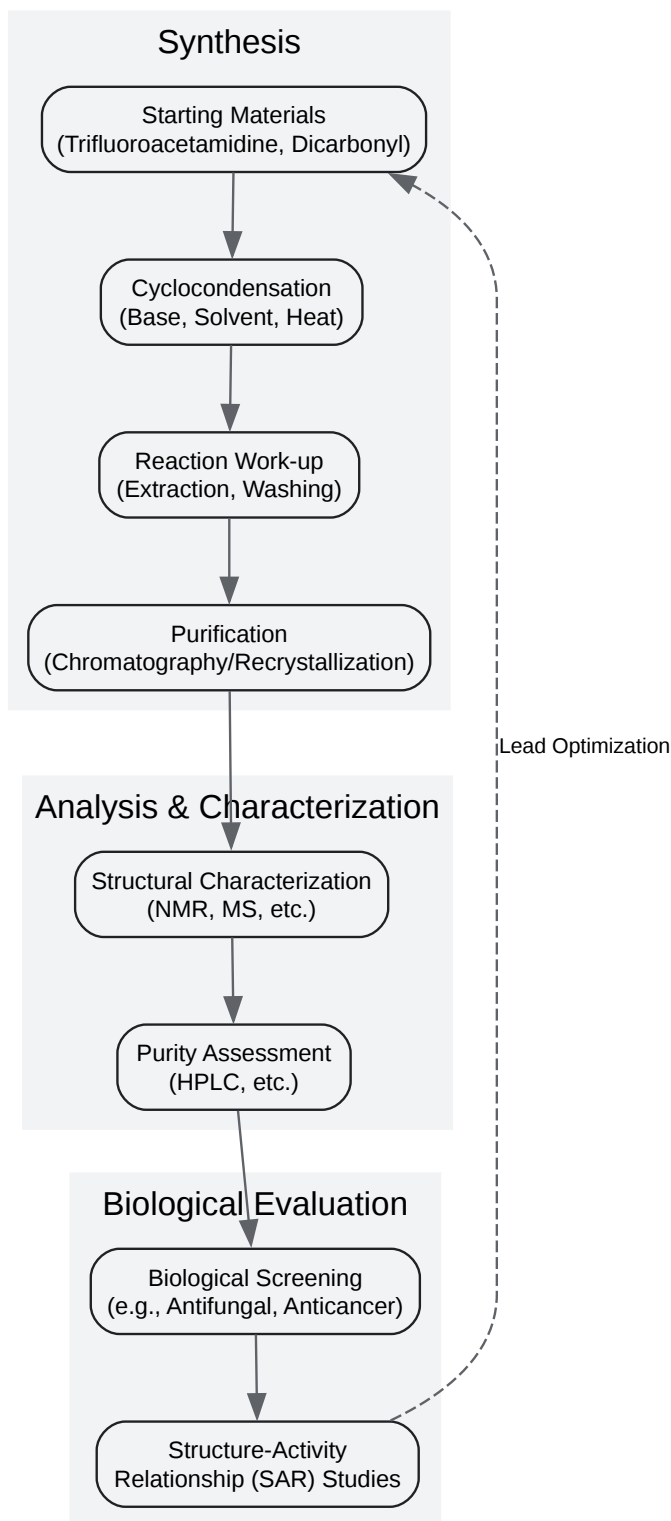 Synthesis
Starting Materials
(Trifluoroacetamidine, Dicarbonyl)
Cyclocondensation
(Base, Solvent, Heat)
Reaction Work-up
(Extraction, Washing)
Purification
(Chromatography/Recrystallization)
Lead Optimization
Analysis & Characterization
Structural Characterization
(NMR, MS, etc.)
Purity Assessment
(HPLC, etc.)
Biological Evaluation
Biological Screening
(e.g., Antifungal, Anticancer)
Structure-Activity
Relationship (SAR) Studies